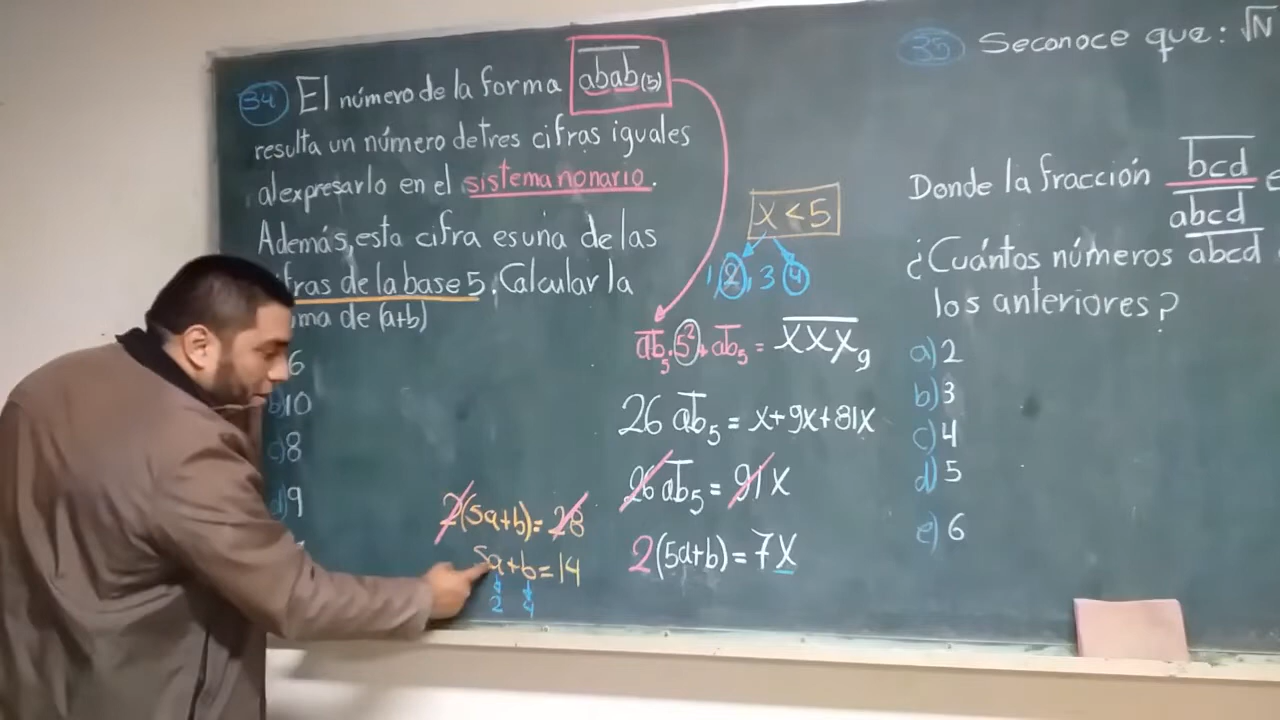 34 El número de la forma abab(5)
resulta un número de tres cifras iguales
al expresarlo en el sistema nonario.
Además, esta cifra es una de las
fras de la base 5. Calcular la
ma de (a+b)
6
b)10
c)8
d)9
x < 5
1, 2, 3 4
ab5 . 5² + ab5 = xxx9
26 ab5 = x+9x+81x
26 ab5 = 91x
2(5a+b) = 7x
2(5a+b) = 28
5a+b = 14
2 4
35 Se conoce que: √N
Donde la fracción bcd/abcd e
¿Cuántos números abcd
los anteriores?
a) 2
b) 3
c) 4
d) 5
e) 6